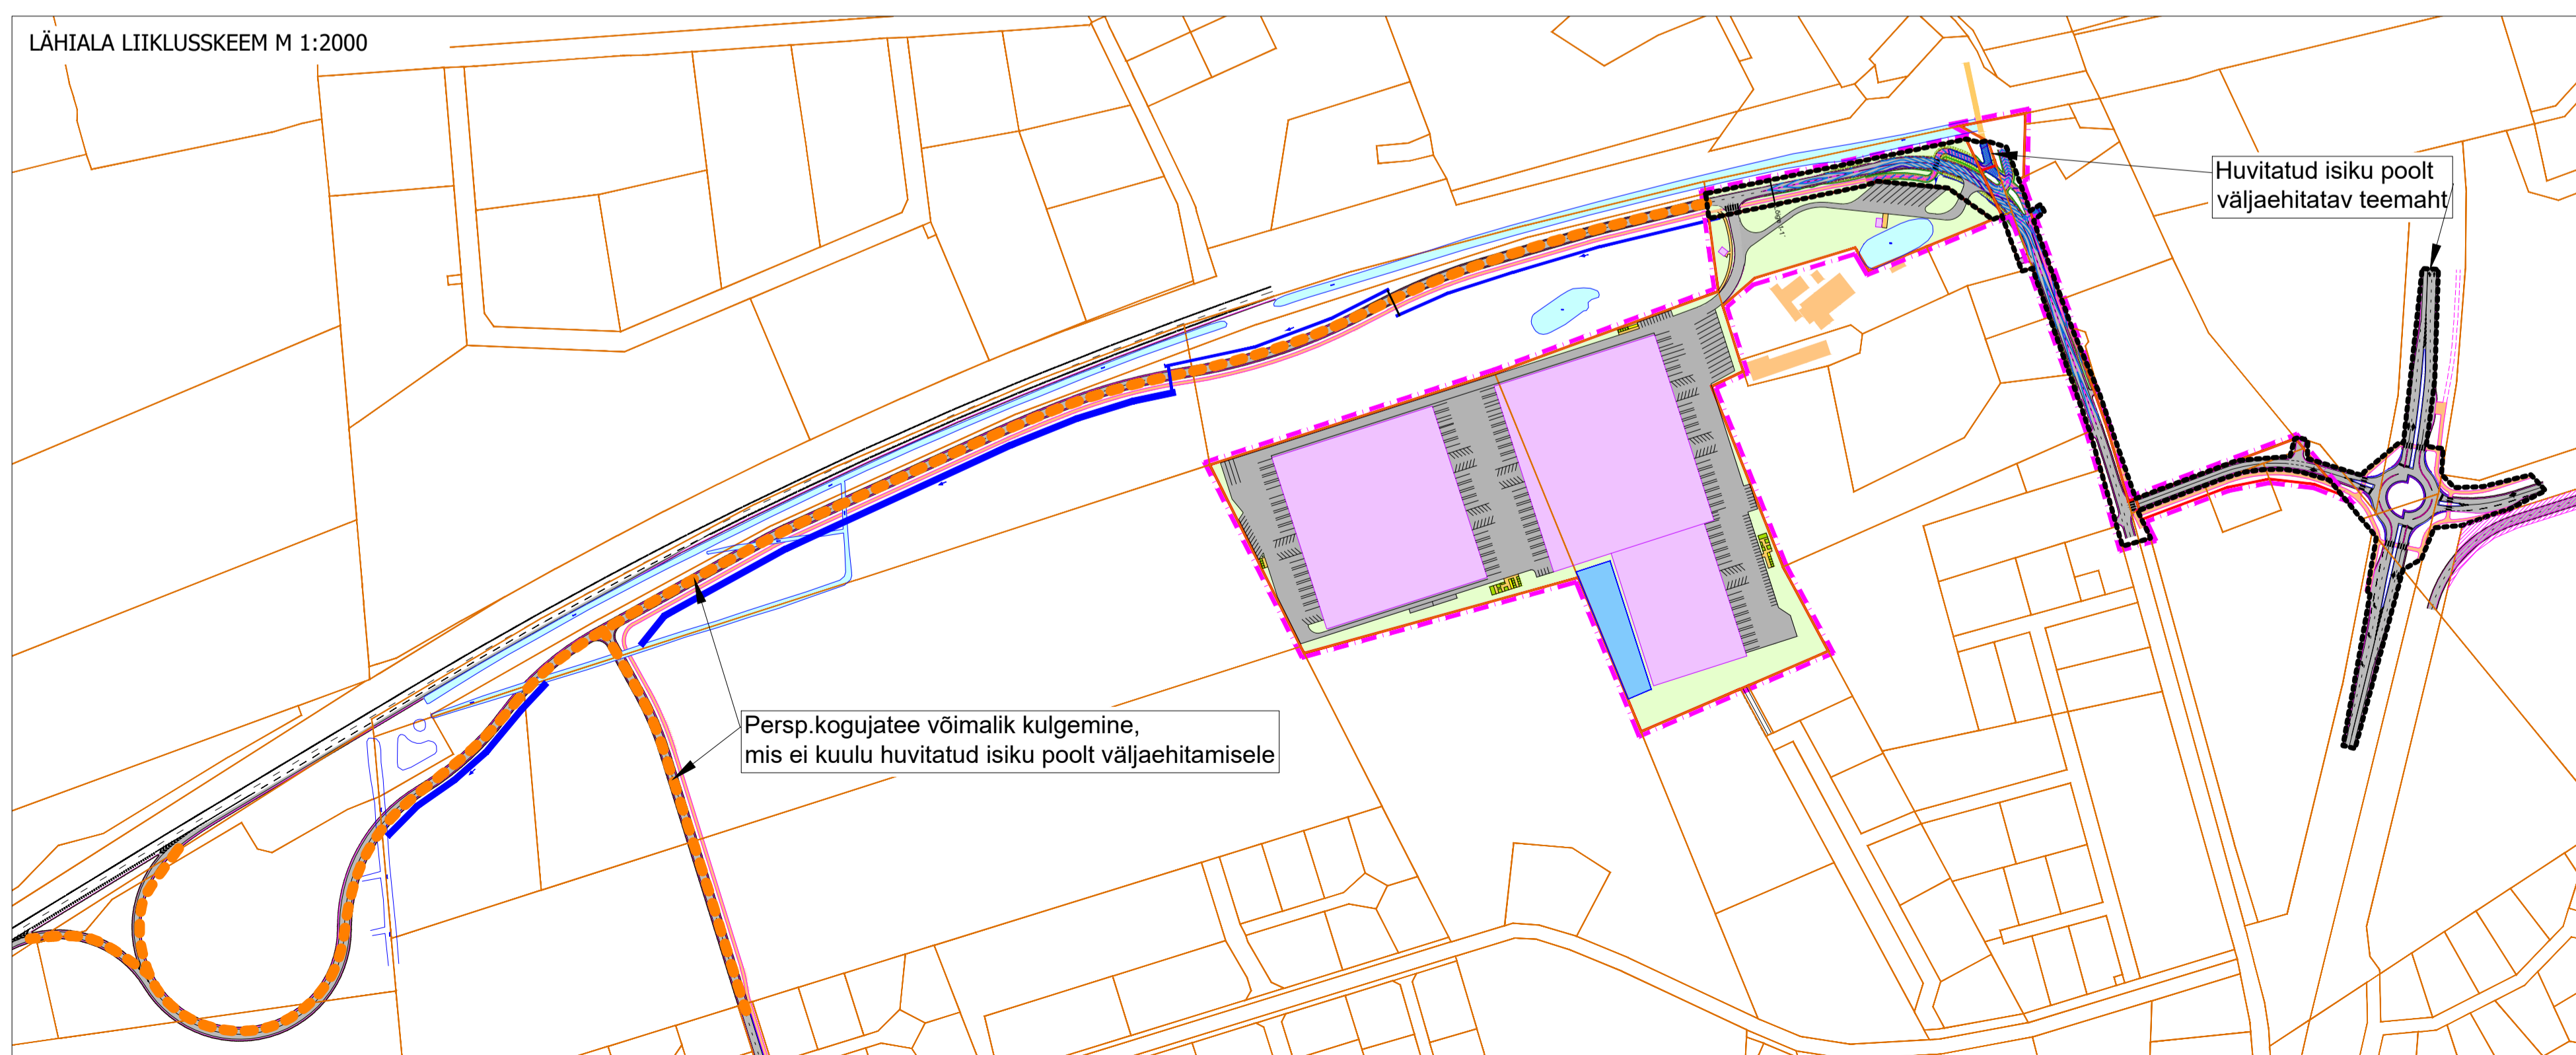 LÄHIALA LIIKLUSSKEEM M 1:2000
Huvitatud isiku poolt
väljaehitatav teemaht
Persp.kogujatee võimalik kulgemine,
mis ei kuulu huvitatud isiku poolt väljaehitamisele